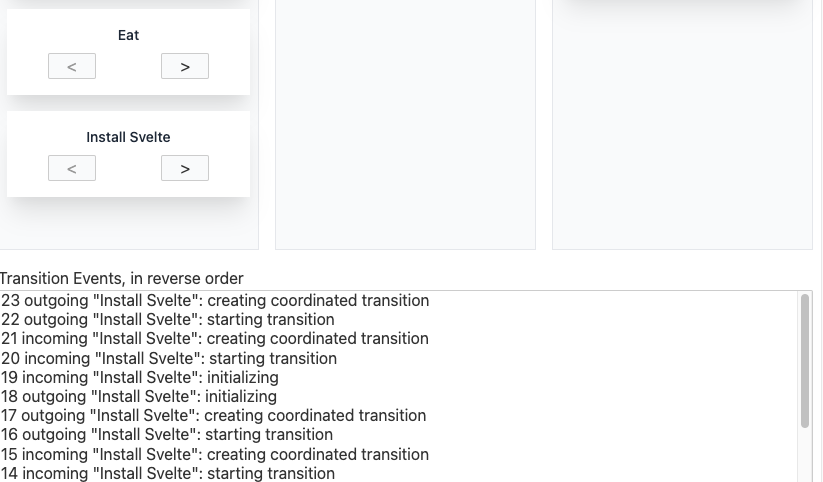 Eat
< >
Install Svelte
< >
Transition Events, in reverse order
23 outgoing "Install Svelte": creating coordinated transition
22 outgoing "Install Svelte": starting transition
21 incoming "Install Svelte": creating coordinated transition
20 incoming "Install Svelte": starting transition
19 incoming "Install Svelte": initializing
18 outgoing "Install Svelte": initializing
17 outgoing "Install Svelte": creating coordinated transition
16 outgoing "Install Svelte": starting transition
15 incoming "Install Svelte": creating coordinated transition
14 incoming "Install Svelte": starting transition